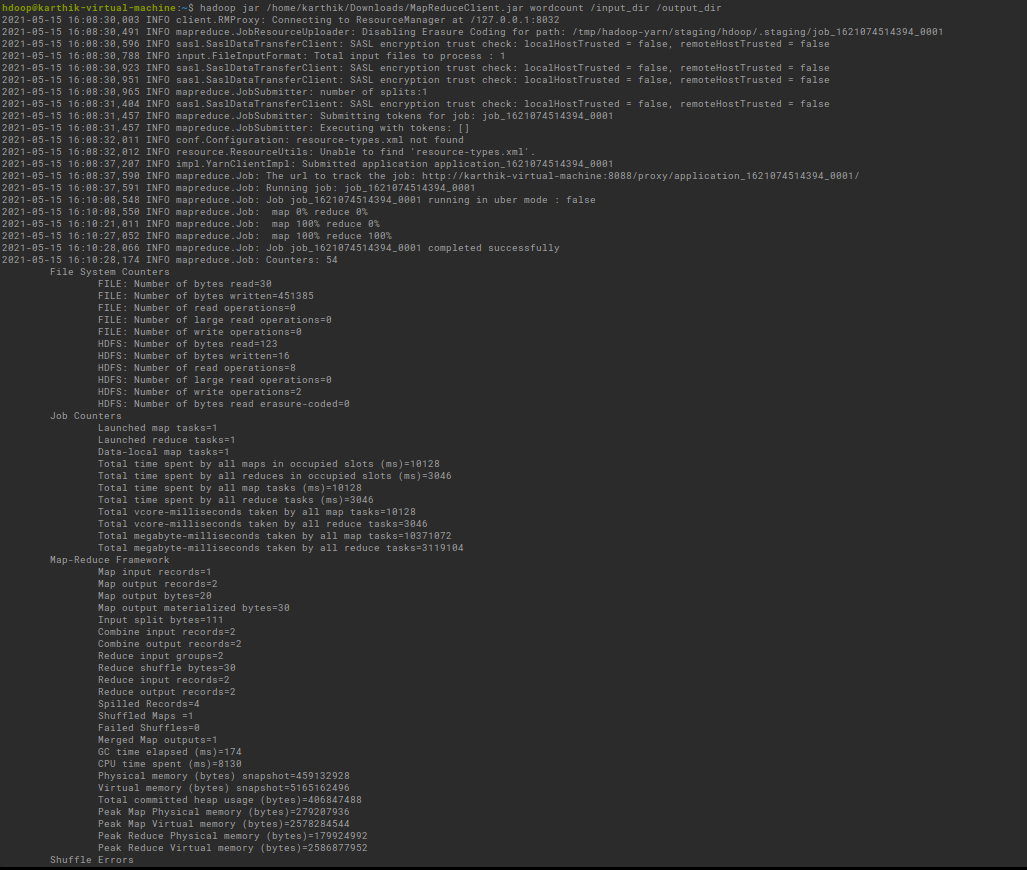 hdoop@karthik-virtual-machine:~$ hadoop jar /home/karthik/Downloads/MapReduceClient.jar wordcount /input_dir /output_dir
2021-05-15 16:08:30,003 INFO client.RMProxy: Connecting to ResourceManager at /127.0.0.1:8032
2021-05-15 16:08:30,491 INFO mapreduce.JobResourceUploader: Disabling Erasure Coding for path: /tmp/hadoop-yarn/staging/hdoop/.staging/job_1621074514394_0001
2021-05-15 16:08:30,596 INFO sasl.SaslDataTransferClient: SASL encryption trust check: localHostTrusted = false, remoteHostTrusted = false
2021-05-15 16:08:30,788 INFO input.FileInputFormat: Total input files to process : 1
2021-05-15 16:08:30,923 INFO sasl.SaslDataTransferClient: SASL encryption trust check: localHostTrusted = false, remoteHostTrusted = false
2021-05-15 16:08:30,951 INFO sasl.SaslDataTransferClient: SASL encryption trust check: localHostTrusted = false, remoteHostTrusted = false
2021-05-15 16:08:30,965 INFO mapreduce.JobSubmitter: number of splits:1
2021-05-15 16:08:31,404 INFO sasl.SaslDataTransferClient: SASL encryption trust check: localHostTrusted = false, remoteHostTrusted = false
2021-05-15 16:08:31,457 INFO mapreduce.JobSubmitter: Submitting tokens for job: job_1621074514394_0001
2021-05-15 16:08:31,457 INFO mapreduce.JobSubmitter: Executing with tokens: []
2021-05-15 16:08:32,011 INFO conf.Configuration: resource-types.xml not found
2021-05-15 16:08:32,012 INFO resource.ResourceUtils: Unable to find 'resource-types.xml'.
2021-05-15 16:08:37,207 INFO impl.YarnClientImpl: Submitted application application_1621074514394_0001
2021-05-15 16:08:37,590 INFO mapreduce.Job: The url to track the job: http://karthik-virtual-machine:8088/proxy/application_1621074514394_0001/
2021-05-15 16:08:37,591 INFO mapreduce.Job: Running job: job_1621074514394_0001
2021-05-15 16:10:08,548 INFO mapreduce.Job: Job job_1621074514394_0001 running in uber mode : false
2021-05-15 16:10:08,550 INFO mapreduce.Job:  map 0% reduce 0%
2021-05-15 16:10:21,011 INFO mapreduce.Job:  map 100% reduce 0%
2021-05-15 16:10:27,052 INFO mapreduce.Job:  map 100% reduce 100%
2021-05-15 16:10:28,066 INFO mapreduce.Job: Job job_1621074514394_0001 completed successfully
2021-05-15 16:10:28,174 INFO mapreduce.Job: Counters: 54
File System Counters
FILE: Number of bytes read=30
FILE: Number of bytes written=451385
FILE: Number of read operations=0
FILE: Number of large read operations=0
FILE: Number of write operations=0
HDFS: Number of bytes read=123
HDFS: Number of bytes written=16
HDFS: Number of read operations=8
HDFS: Number of large read operations=0
HDFS: Number of write operations=2
HDFS: Number of bytes read erasure-coded=0
Job Counters
Launched map tasks=1
Launched reduce tasks=1
Data-local map tasks=1
Total time spent by all maps in occupied slots (ms)=10128
Total time spent by all reduces in occupied slots (ms)=3046
Total time spent by all map tasks (ms)=10128
Total time spent by all reduce tasks (ms)=3046
Total vcore-milliseconds taken by all map tasks=10128
Total vcore-milliseconds taken by all reduce tasks=3046
Total megabyte-milliseconds taken by all map tasks=10371072
Total megabyte-milliseconds taken by all reduce tasks=3119104
Map-Reduce Framework
Map input records=1
Map output records=2
Map output bytes=20
Map output materialized bytes=30
Input split bytes=111
Combine input records=2
Combine output records=2
Reduce input groups=2
Reduce shuffle bytes=30
Reduce input records=2
Reduce output records=2
Spilled Records=4
Shuffled Maps =1
Failed Shuffles=0
Merged Map outputs=1
GC time elapsed (ms)=174
CPU time spent (ms)=8130
Physical memory (bytes) snapshot=459132928
Virtual memory (bytes) snapshot=5165162496
Total committed heap usage (bytes)=406847488
Peak Map Physical memory (bytes)=279207936
Peak Map Virtual memory (bytes)=2578284544
Peak Reduce Physical memory (bytes)=179924992
Peak Reduce Virtual memory (bytes)=2586877952
Shuffle Errors